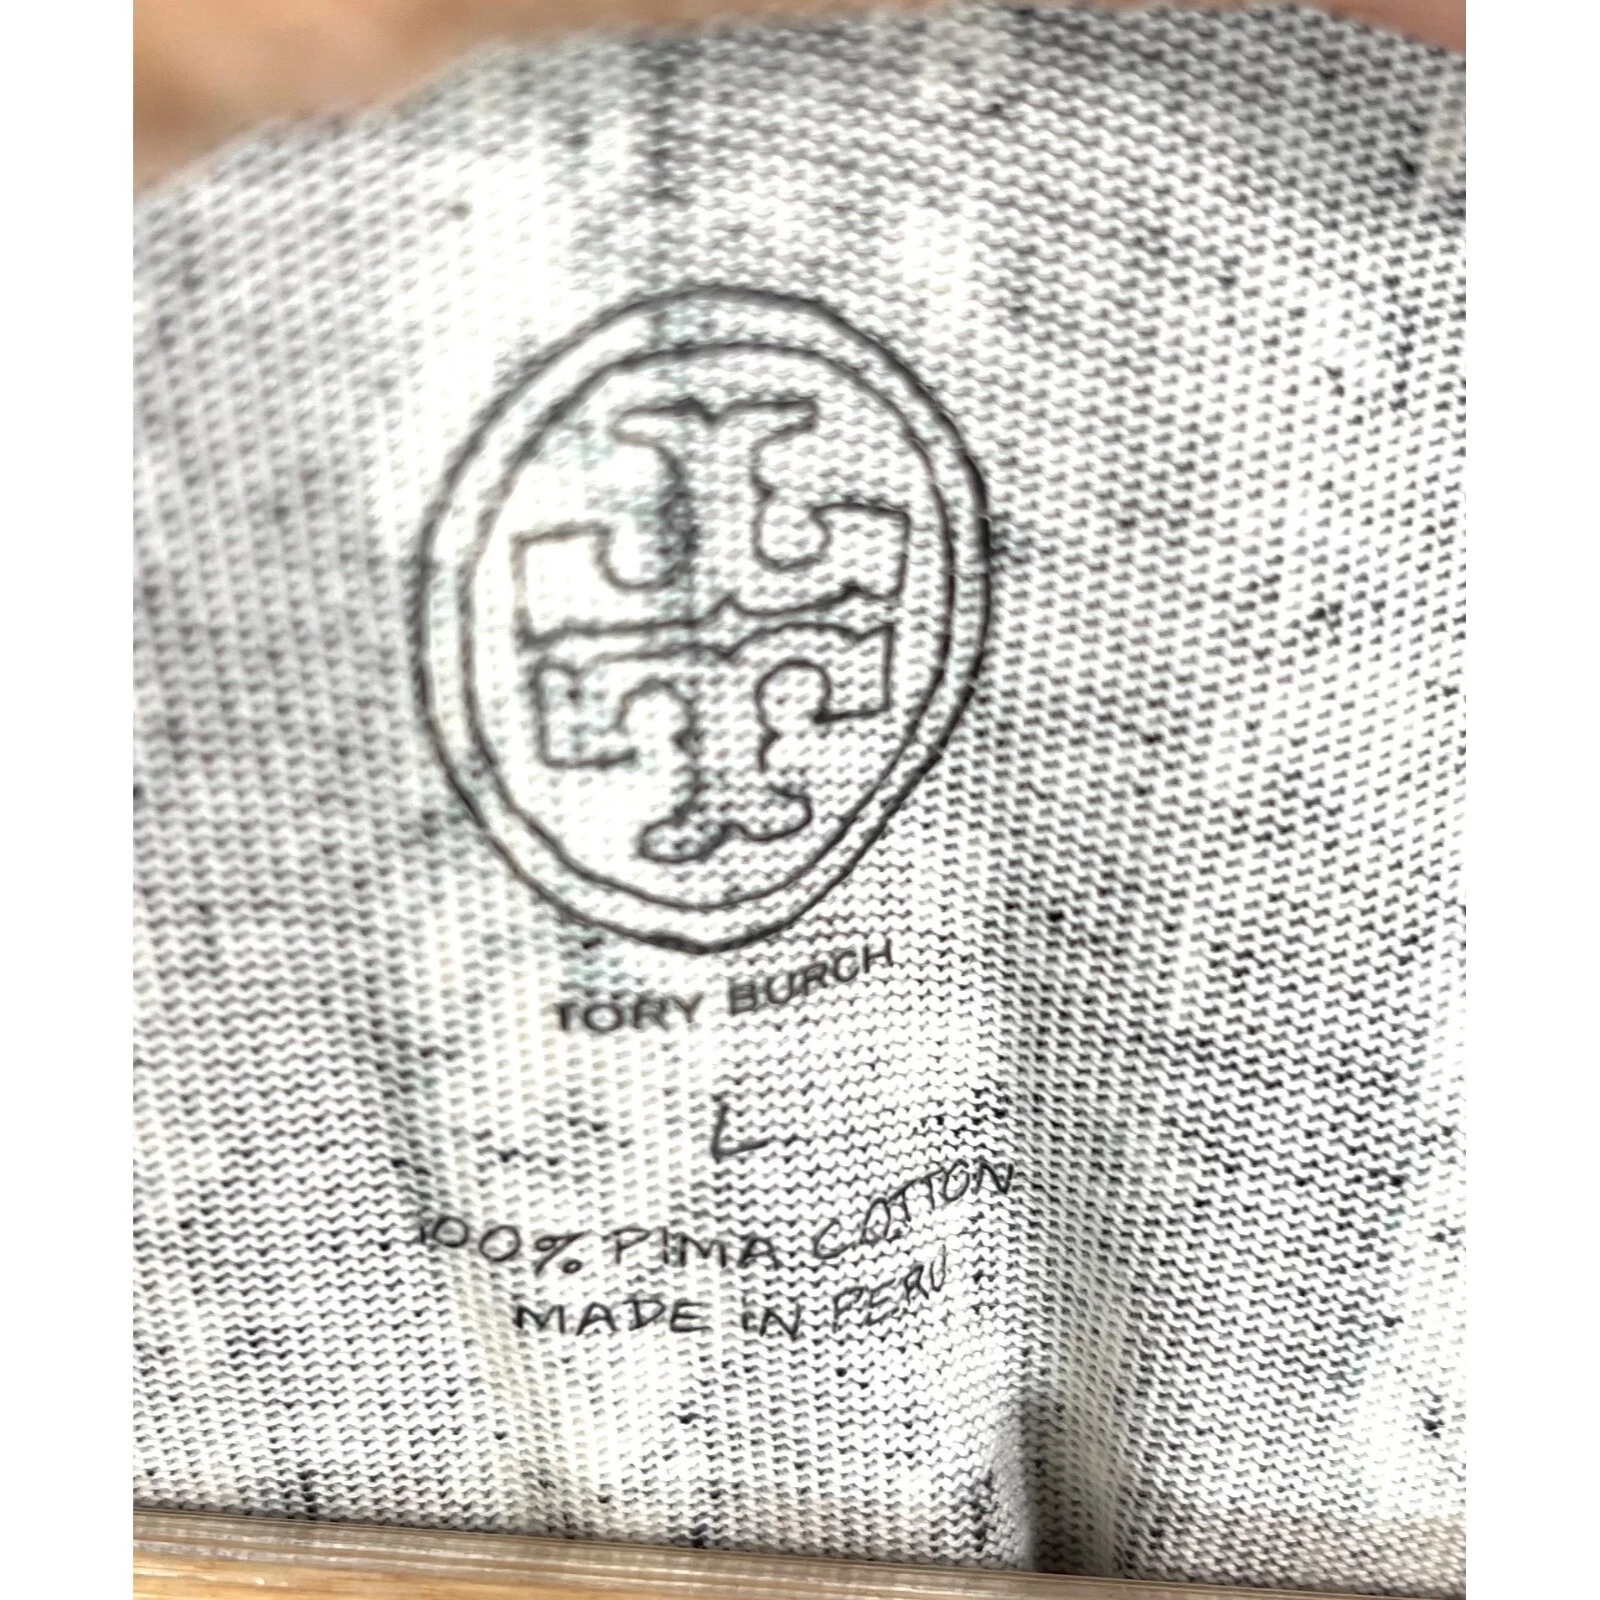 TORY BURCH
L
100% PIMA COTTON
MADE IN PERU